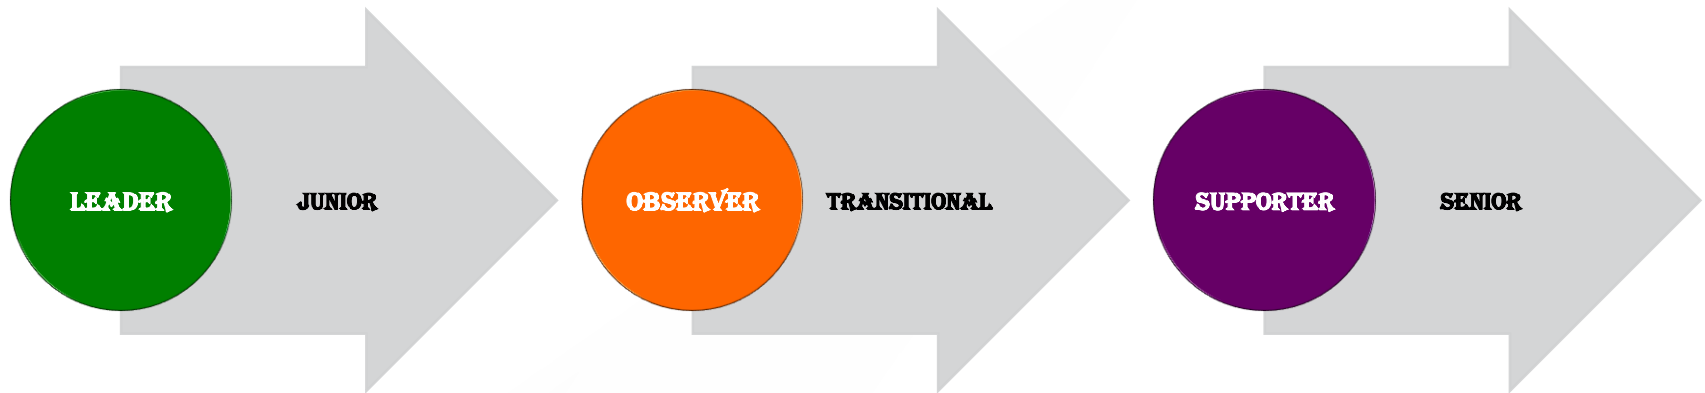 LEADER
JUNIOR
OBSERVER
TRANSITIONAL
SUPPORTER
SENIOR